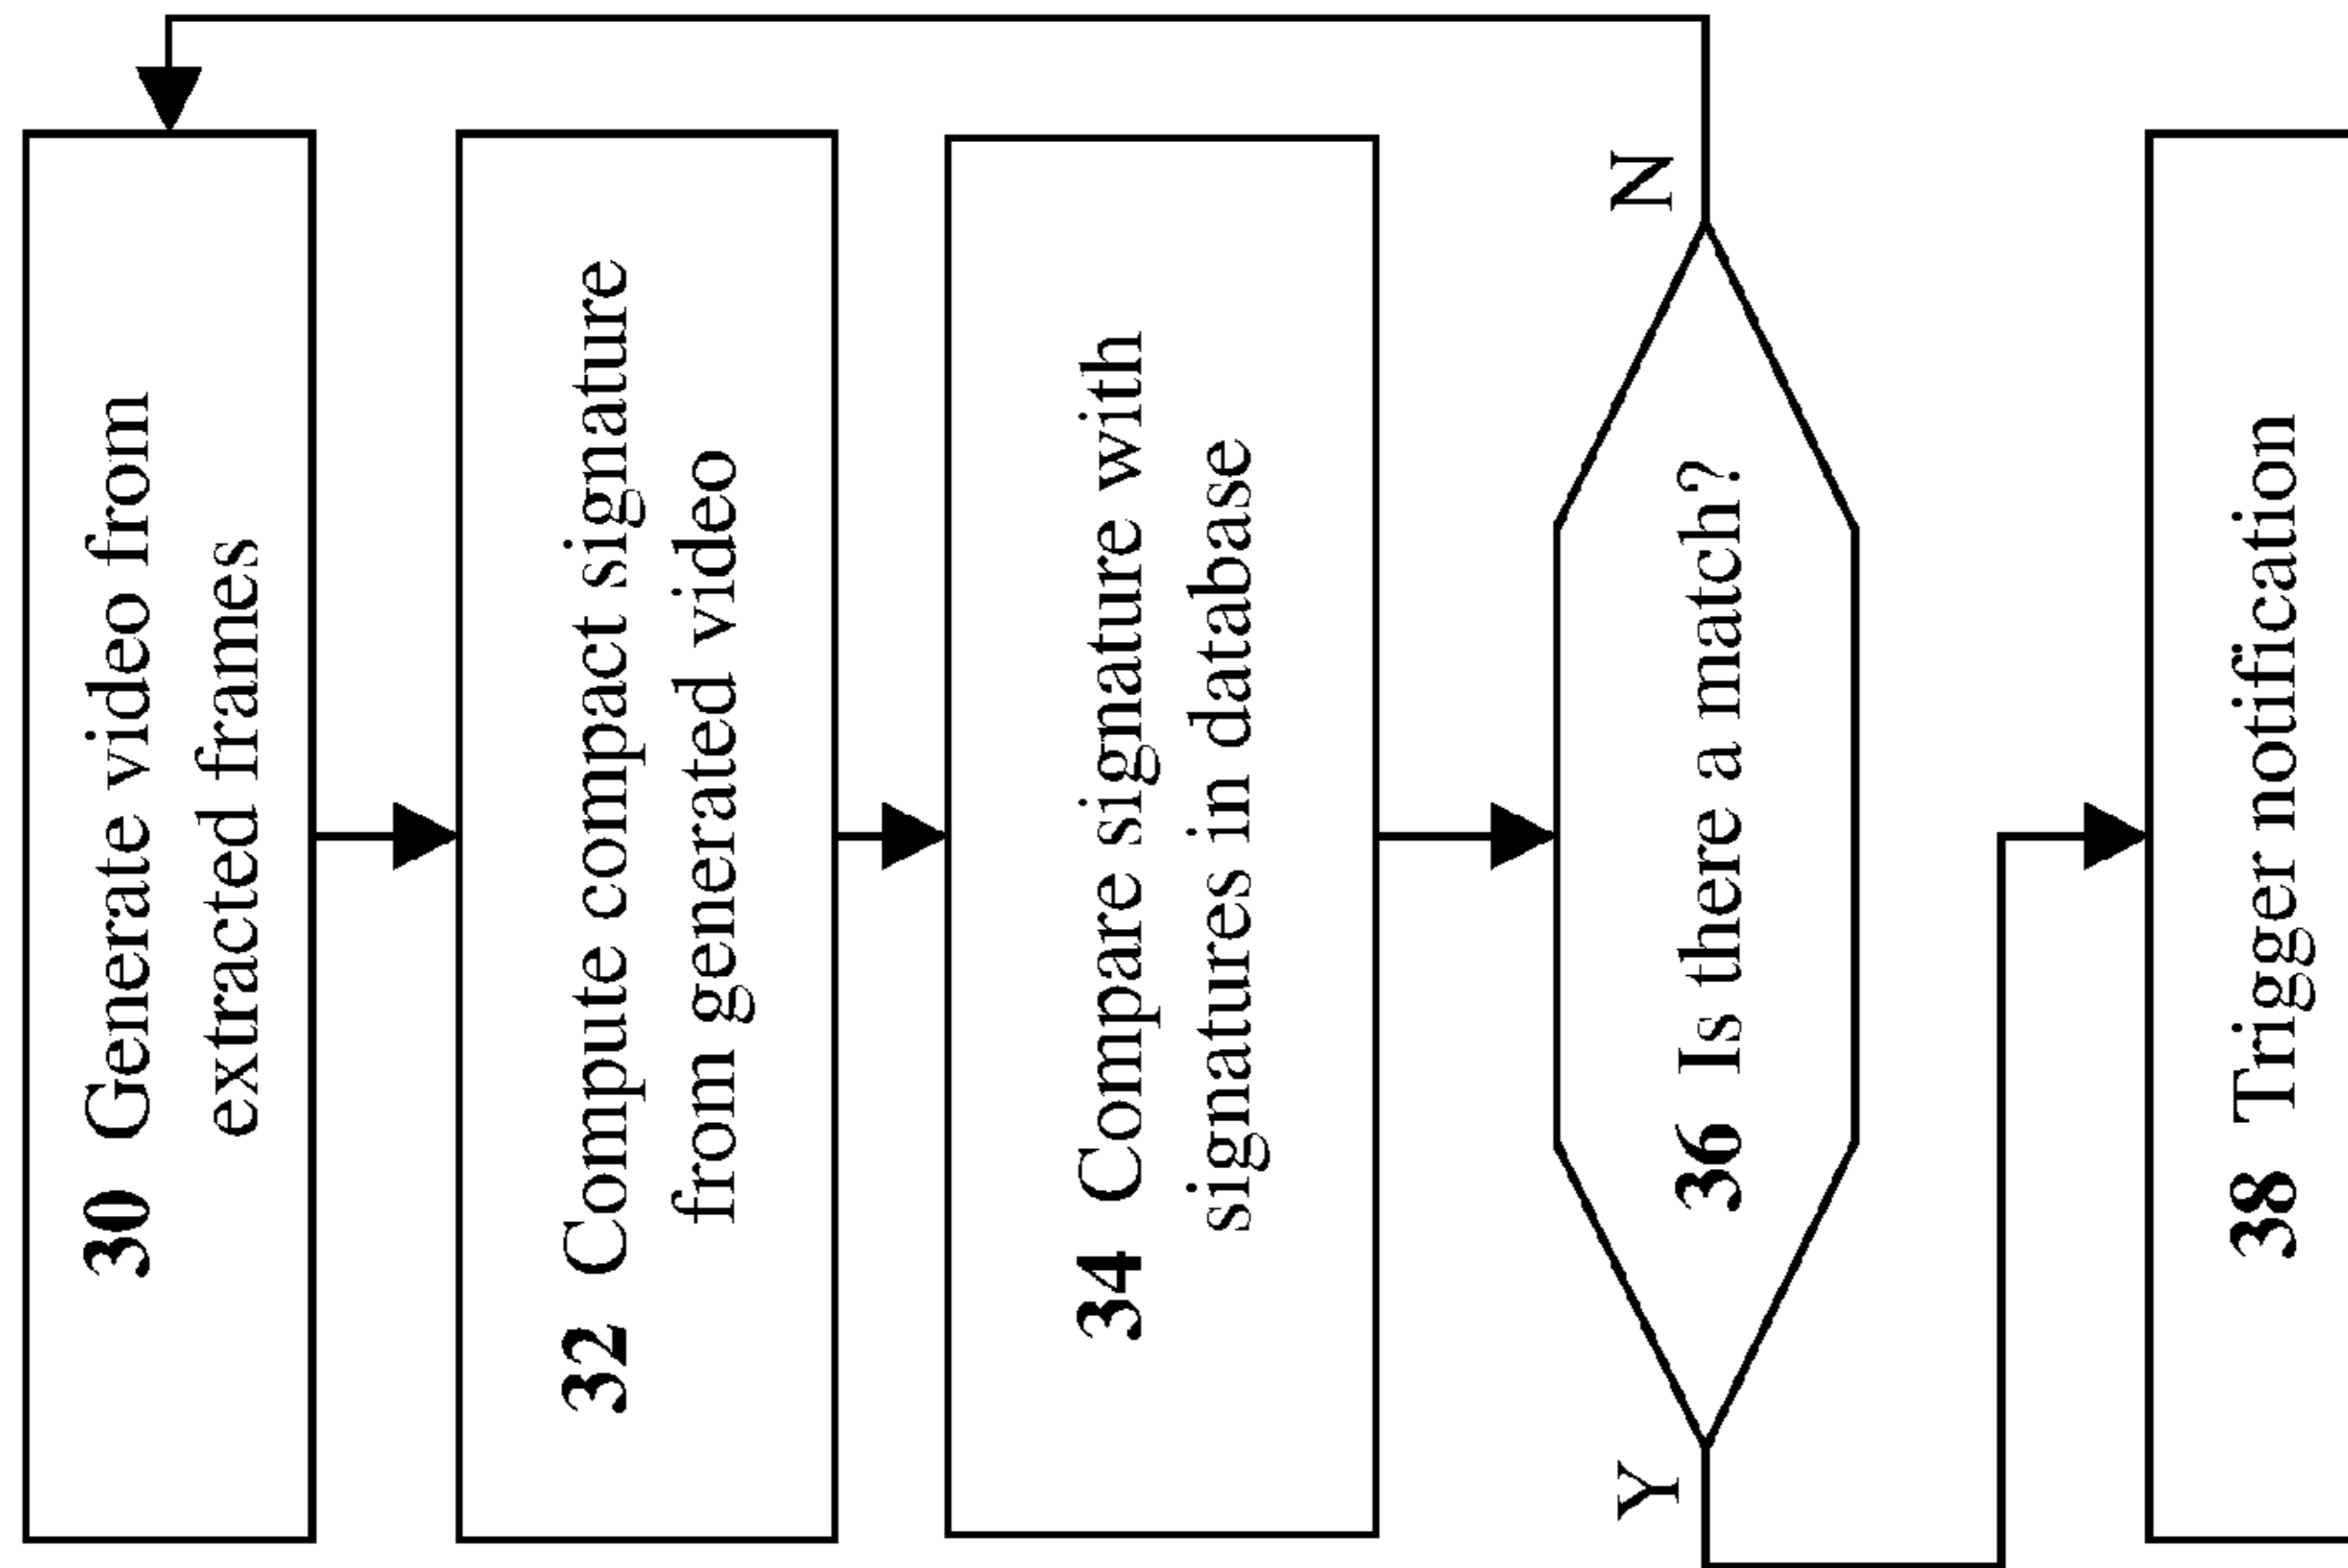 30 Generate video from
extracted frames
32 Compute compact signature
from generated video
34 Compare signature with
signatures in database
36 Is there a match?
Y
N
38 Trigger notification